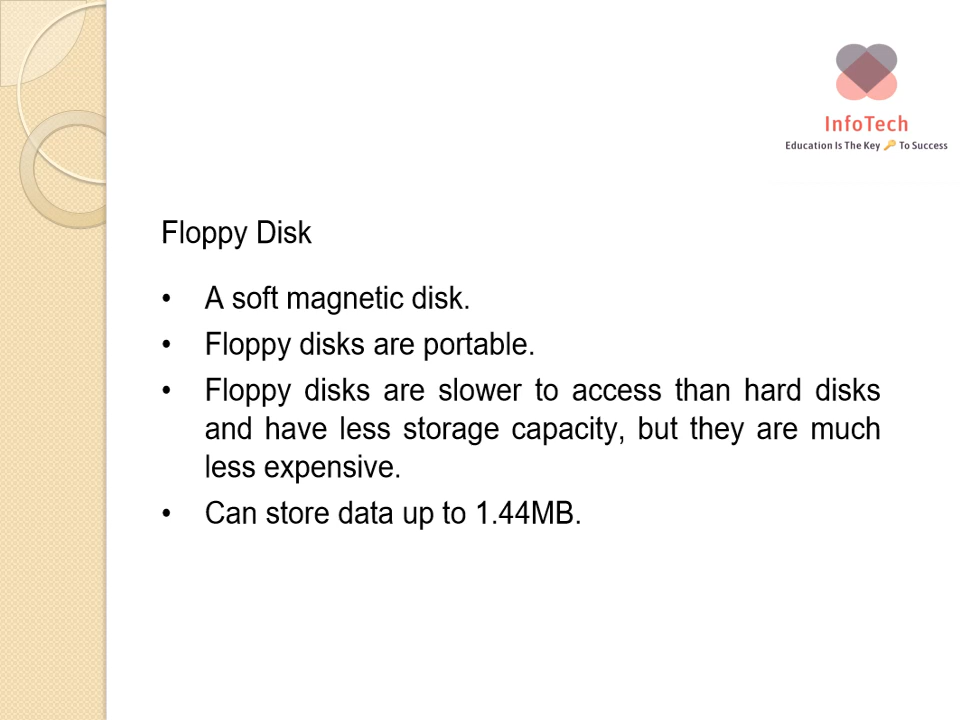 InfoTech
Education Is The Key 🔑 To Success
Floppy Disk
• A soft magnetic disk.
• Floppy disks are portable.
• Floppy disks are slower to access than hard disks
and have less storage capacity, but they are much
less expensive.
• Can store data up to 1.44MB.